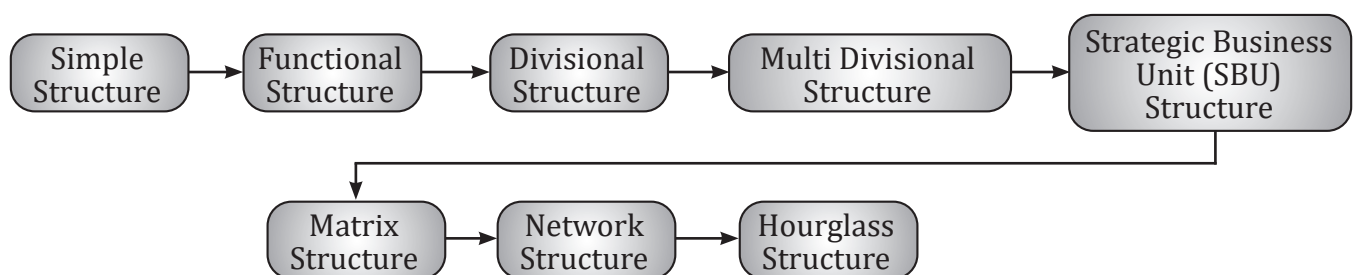 Simple
Structure
Functional
Structure
Divisional
Structure
Multi Divisional
Structure
Strategic Business
Unit (SBU)
Structure
Matrix
Structure
Network
Structure
Hourglass
Structure